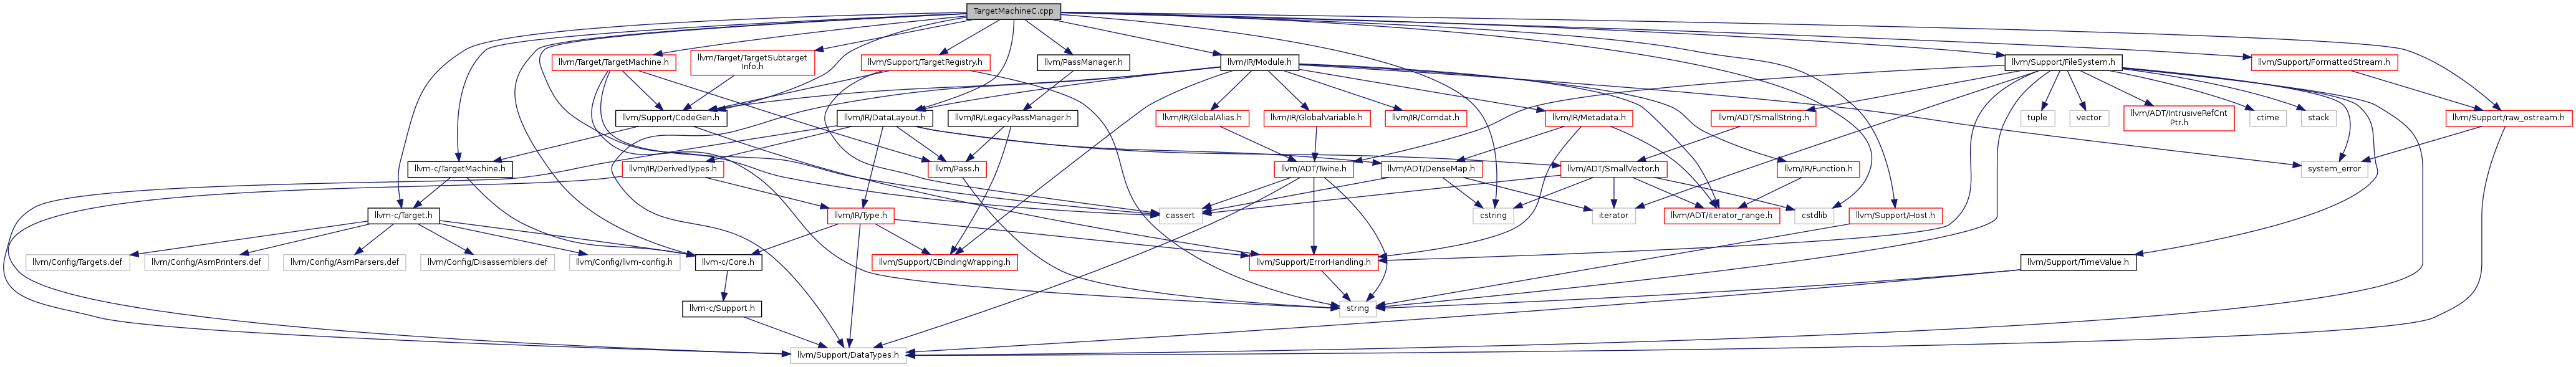 TargetMachineC.cpp
llvm/Target/TargetMachine.h
llvm/Target/TargetSubtarget
Info.h
llvm/Support/TargetRegistry.h
llvm/PassManager.h
llvm/IR/Module.h
llvm/Support/FileSystem.h
llvm/Support/FormattedStream.h
llvm/Support/CodeGen.h
llvm/IR/DataLayout.h
llvm/IR/LegacyPassManager.h
llvm/IR/GlobalAlias.h
llvm/IR/GlobalVariable.h
llvm/IR/Comdat.h
llvm/IR/Metadata.h
llvm/ADT/SmallString.h
tuple
vector
llvm/ADT/IntrusiveRefCnt
Ptr.h
ctime
stack
llvm/Support/raw_ostream.h
llvm-c/TargetMachine.h
llvm/IR/DerivedTypes.h
llvm/Pass.h
llvm/ADT/Twine.h
llvm/ADT/DenseMap.h
llvm/ADT/SmallVector.h
llvm/IR/Function.h
system_error
llvm-c/Target.h
llvm/IR/Type.h
cassert
cstring
iterator
llvm/ADT/iterator_range.h
cstdlib
llvm/Support/Host.h
llvm/Config/Targets.def
llvm/Config/AsmPrinters.def
llvm/Config/AsmParsers.def
llvm/Config/Disassemblers.def
llvm/Config/llvm-config.h
llvm-c/Core.h
llvm/Support/CBindingWrapping.h
llvm/Support/ErrorHandling.h
llvm/Support/TimeValue.h
llvm-c/Support.h
string
llvm/Support/DataTypes.h